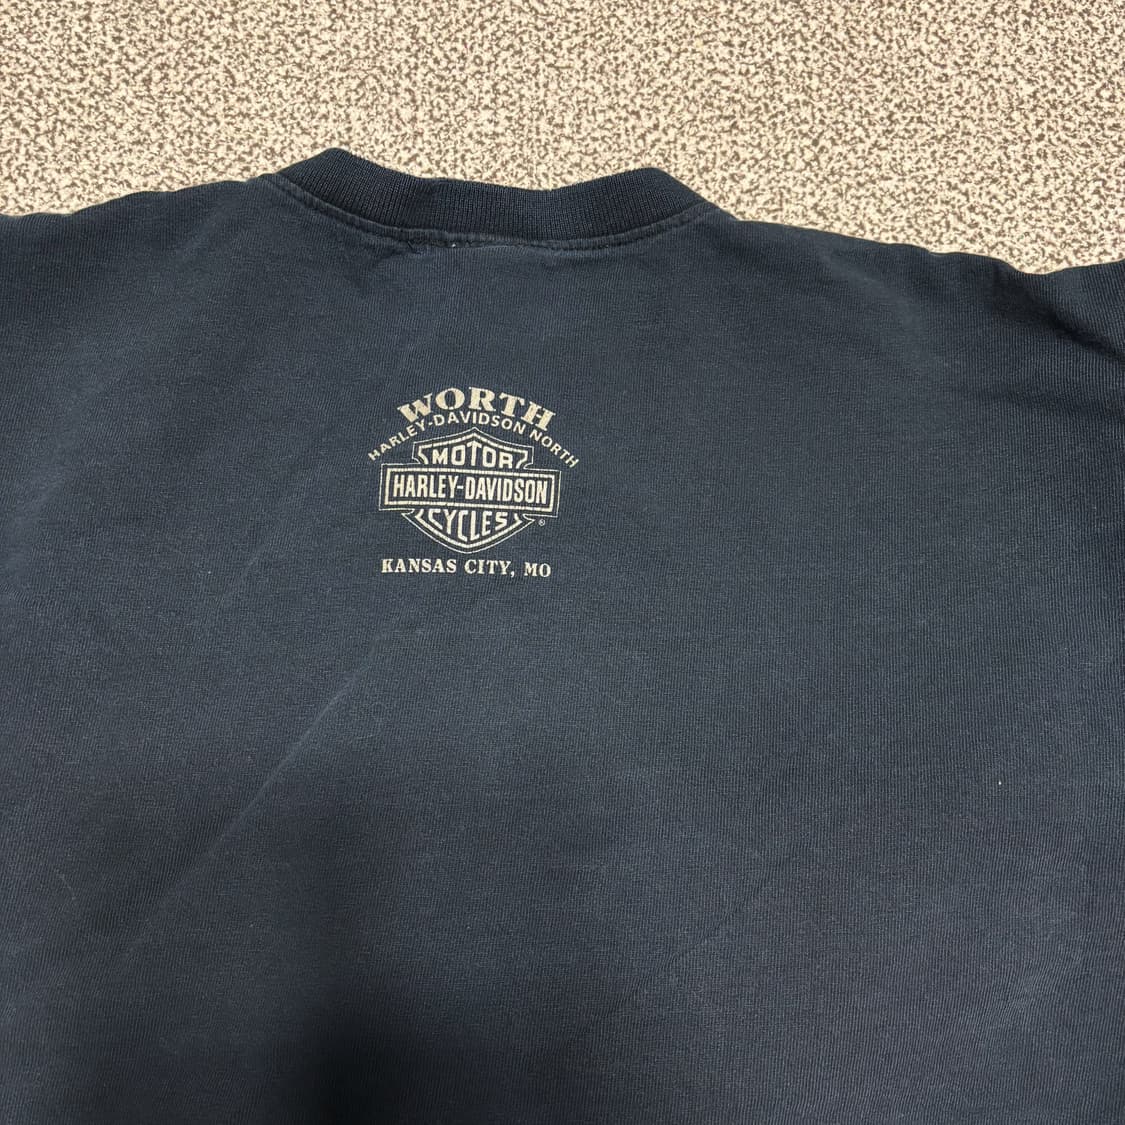 WORTH
HARLEY-DAVIDSON NORTH
MOTOR
HARLEY-DAVIDSON
CYCLES
®
KANSAS CITY, MO